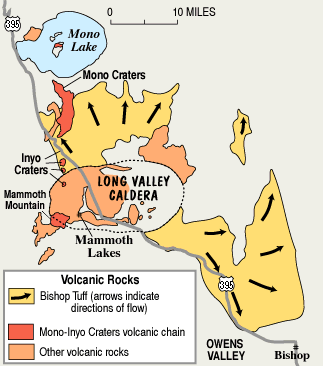 395
0 10 MILES
Mono
Lake
Mono Craters
Inyo
Craters
Mammoth
Mountain
LONG VALLEY
CALDERA
Mammoth
Lakes
Volcanic Rocks
Bishop Tuff (arrows indicate
directions of flow)
Mono-Inyo Craters volcanic chain
Other volcanic rocks
395
OWENS
VALLEY
Bishop